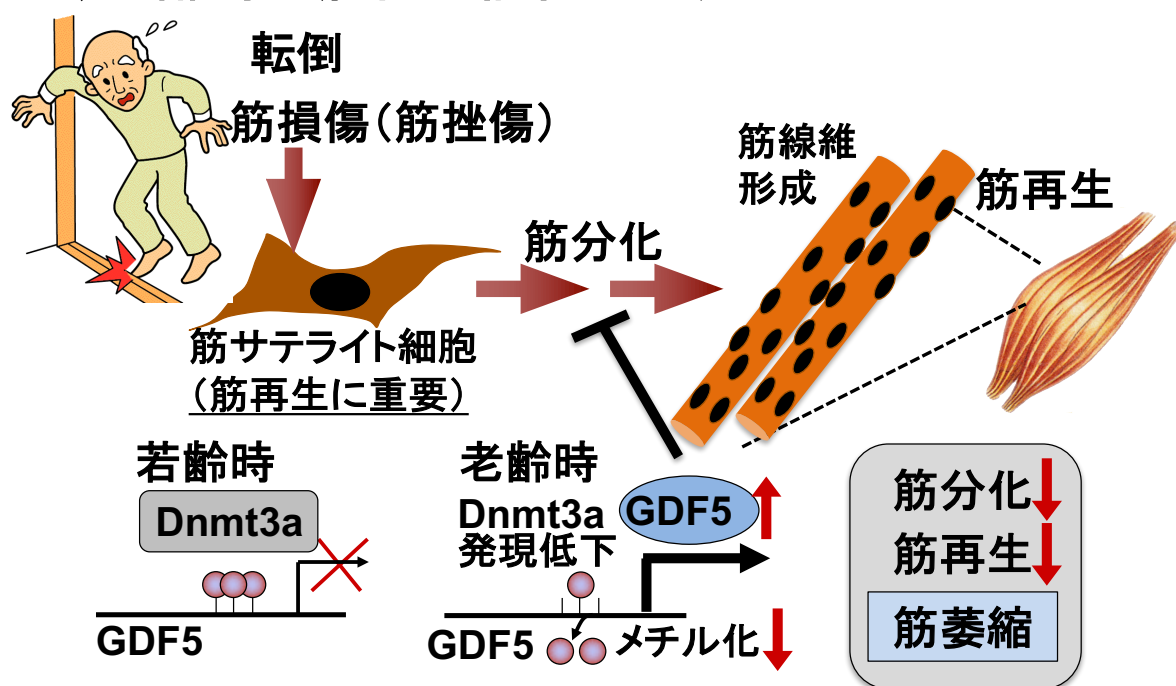 転倒
筋損傷(筋挫傷)
筋線維
形成
筋再生
筋分化
筋サテライト細胞
(筋再生に重要)
若齢時
Dnmt3a
GDF5
老齢時
Dnmt3a
発現低下
GDF5
GDF5
メチル化
筋分化
筋再生
筋萎縮